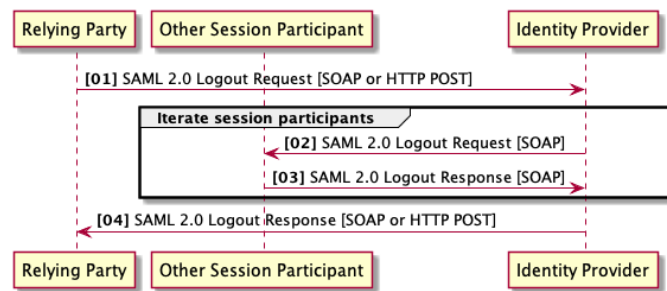 Relying Party
Other Session Participant
Identity Provider
[01] SAML 2.0 Logout Request [SOAP or HTTP POST]
Iterate session participants
[02] SAML 2.0 Logout Request [SOAP]
[03] SAML 2.0 Logout Response [SOAP]
[04] SAML 2.0 Logout Response [SOAP or HTTP POST]
Relying Party
Other Session Participant
Identity Provider